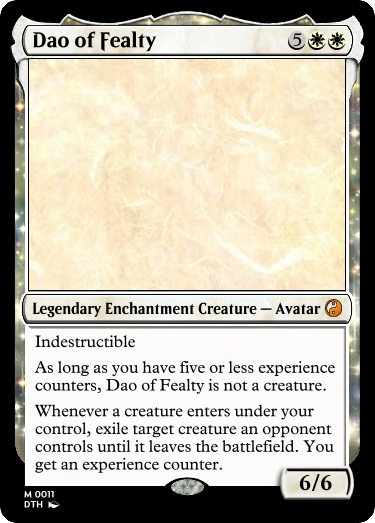 Dao of Fealty 5
Legendary Enchantment Creature — Avatar
Indestructible
As long as you have five or less experience
counters, Dao of Fealty is not a creature.
Whenever a creature enters under your
control, exile target creature an opponent
controls until it leaves the battlefield. You
get an experience counter.
6/6
M 0011
DTH